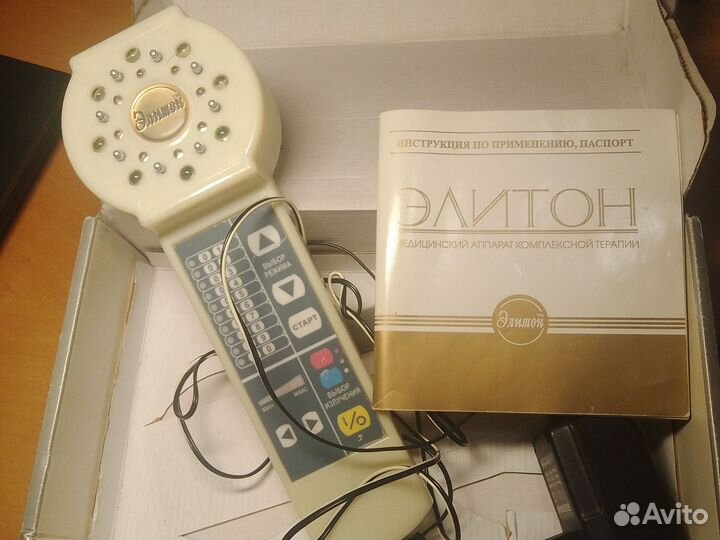 Элитон
ВЫБОР
РЕЖИМА
СТАРТ
МИН
МАКС
ВЫБОР
ИЗЛУЧЕНИЯ
I/O
ИНСТРУКЦИЯ ПО ПРИМЕНЕНИЮ, ПАСПОРТ
ЭЛИТОН
МЕДИЦИНСКИЙ АППАРАТ КОМПЛЕКСНОЙ ТЕРАПИИ
Элитон
Avito